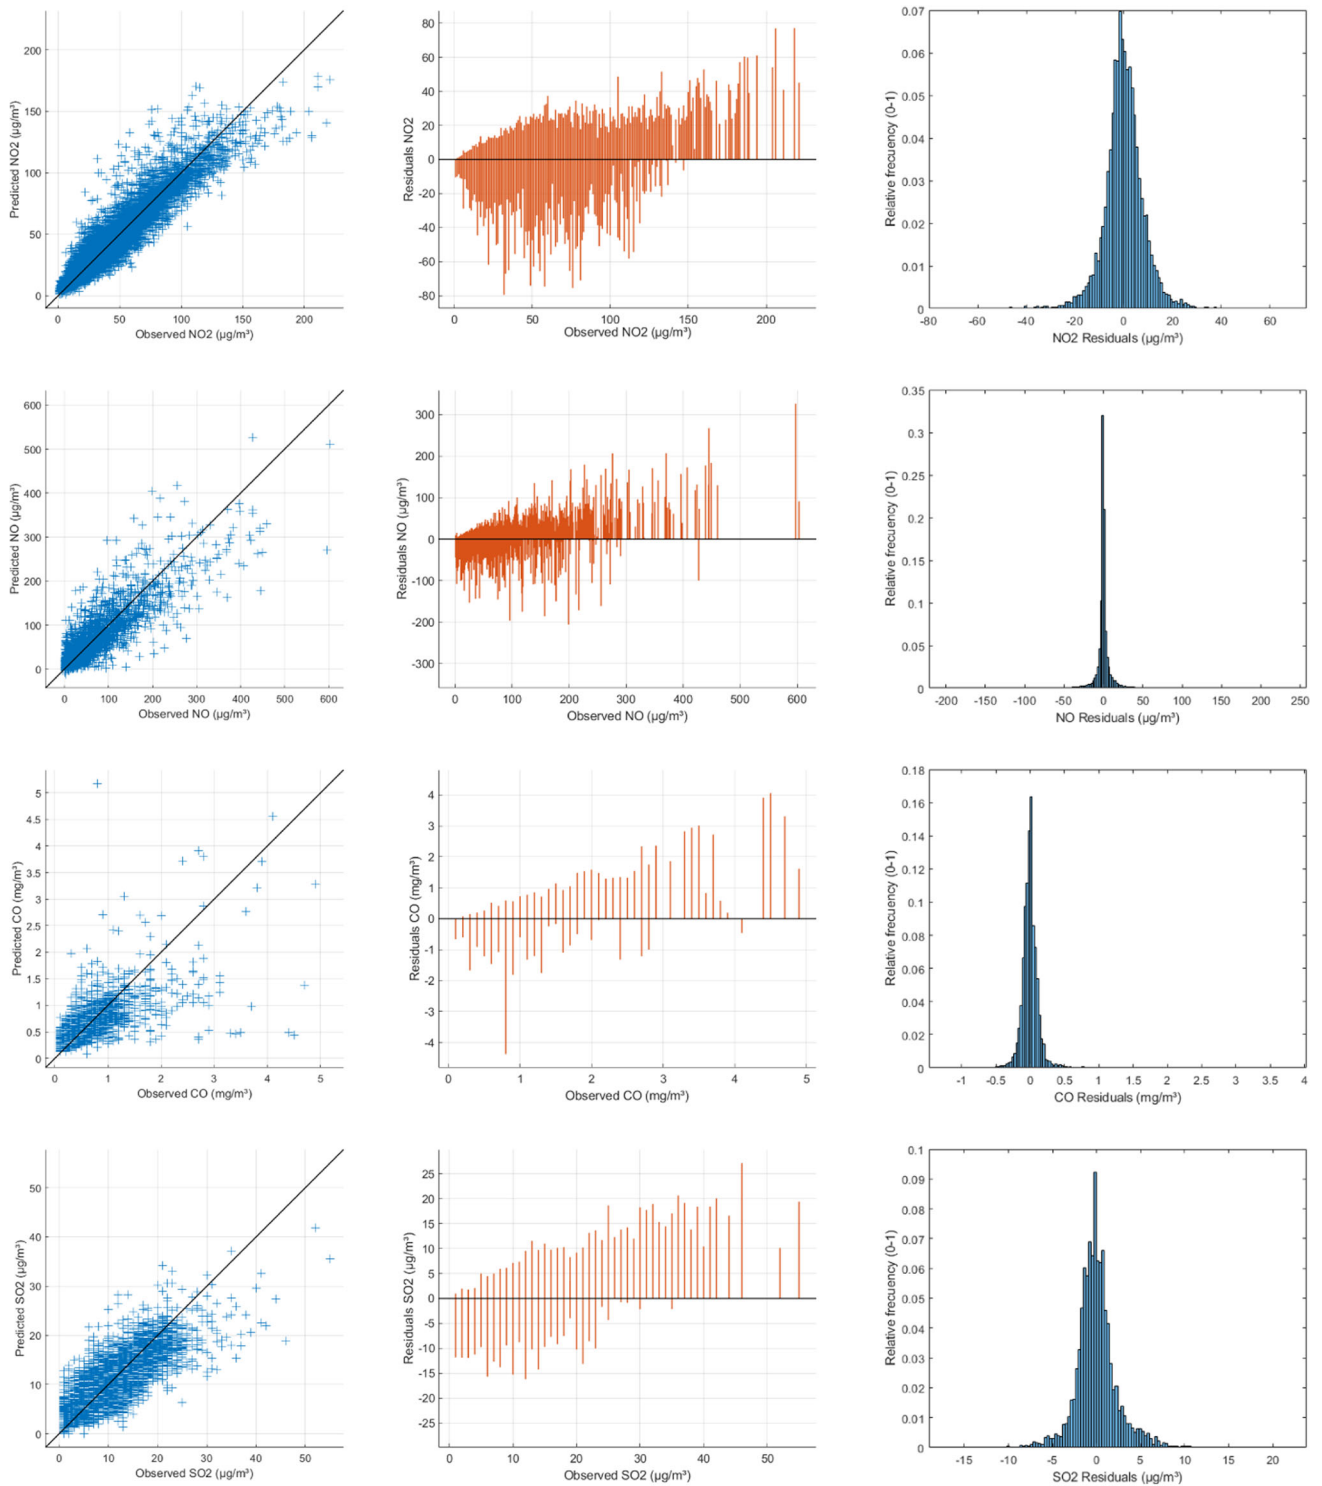 Predicted NO2 (µg/m³)
200
150
100
50
0
0 50 100 150 200
Observed NO2 (µg/m³)
Residuals NO2
80
60
40
20
0
-20
-40
-60
-80
0 50 100 150 200
Observed NO2 (µg/m³)
Relative frecuency (0-1)
0.07
0.06
0.05
0.04
0.03
0.02
0.01
0
-80 -60 -40 -20 0 20 40 60
NO2 Residuals (µg/m³)
Predicted NO (µg/m³)
600
500
400
300
200
100
0
0 100 200 300 400 500 600
Observed NO (µg/m³)
Residuals NO (µg/m³)
300
200
100
0
-100
-200
-300
0 100 200 300 400 500 600
Observed NO (µg/m³)
Relative frecuency (0-1)
0.35
0.3
0.25
0.2
0.15
0.1
0.05
0
-200 -150 -100 -50 0 50 100 150 200 250
NO Residuals (µg/m³)
Predicted CO (mg/m³)
5
4.5
4
3.5
3
2.5
2
1.5
1
0.5
0
0 1 2 3 4 5
Observed CO (mg/m³)
Residuals CO (mg/m³)
4
3
2
1
0
-1
-2
-3
-4
0 1 2 3 4 5
Observed CO (mg/m³)
Relative frecuency (0-1)
0.18
0.16
0.14
0.12
0.1
0.08
0.06
0.04
0.02
0
-1 -0.5 0 0.5 1 1.5 2 2.5 3 3.5 4
CO Residuals (mg/m³)
Predicted SO2 (µg/m³)
50
40
30
20
10
0
0 10 20 30 40 50
Observed SO2 (µg/m³)
Residuals SO2 (µg/m³)
25
20
15
10
5
0
-5
-10
-15
-20
-25
0 10 20 30 40 50
Observed SO2 (µg/m³)
Relative frecuency (0-1)
0.1
0.09
0.08
0.07
0.06
0.05
0.04
0.03
0.02
0.01
0
-15 -10 -5 0 5 10 15 20
SO2 Residuals (µg/m³)